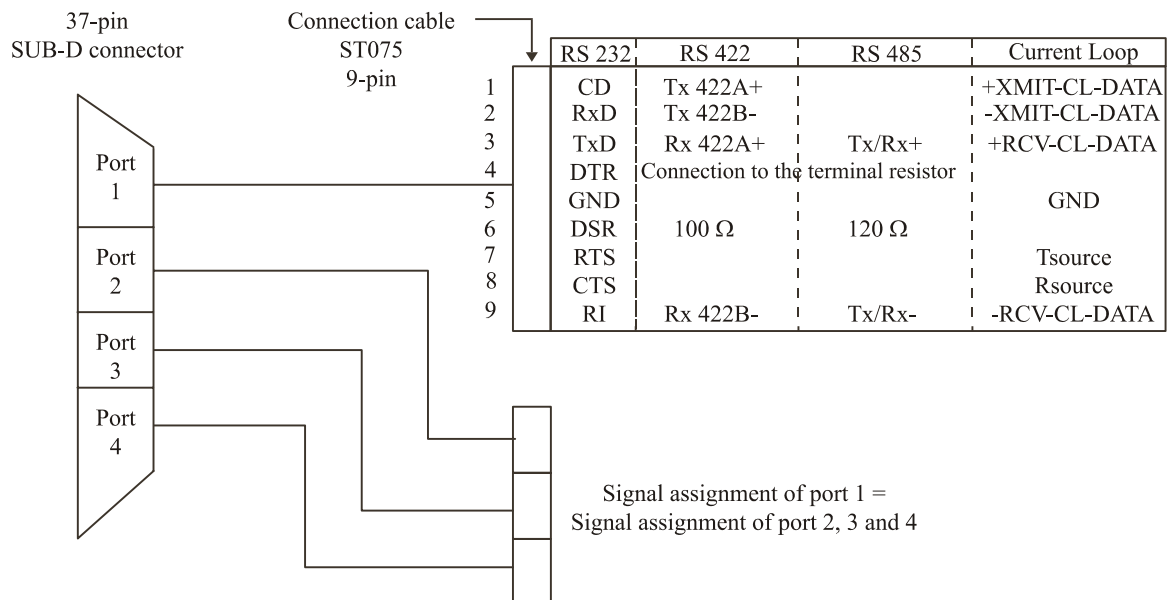 37-pin
SUB-D connector
Connection cable
ST075
9-pin
RS 232 RS 422 RS 485 Current Loop
1 CD Tx 422A+ +XMIT-CL-DATA
2 RxD Tx 422B- -XMIT-CL-DATA
3 TxD Rx 422A+ Tx/Rx+ +RCV-CL-DATA
4 DTR Connection to the terminal resistor
5 GND GND
6 DSR 100 Ω 120 Ω
7 RTS Tsource
8 CTS Rsource
9 RI Rx 422B- Tx/Rx- -RCV-CL-DATA
Port
1
Port
2
Port
3
Port
4
Signal assignment of port 1 =
Signal assignment of port 2, 3 and 4